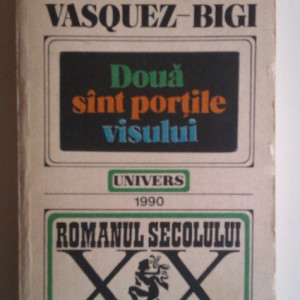 VASQUEZ–BIGI
Două
sînt porțile
visului
UNIVERS
1990
ROMANUL SECOLULUI
XX